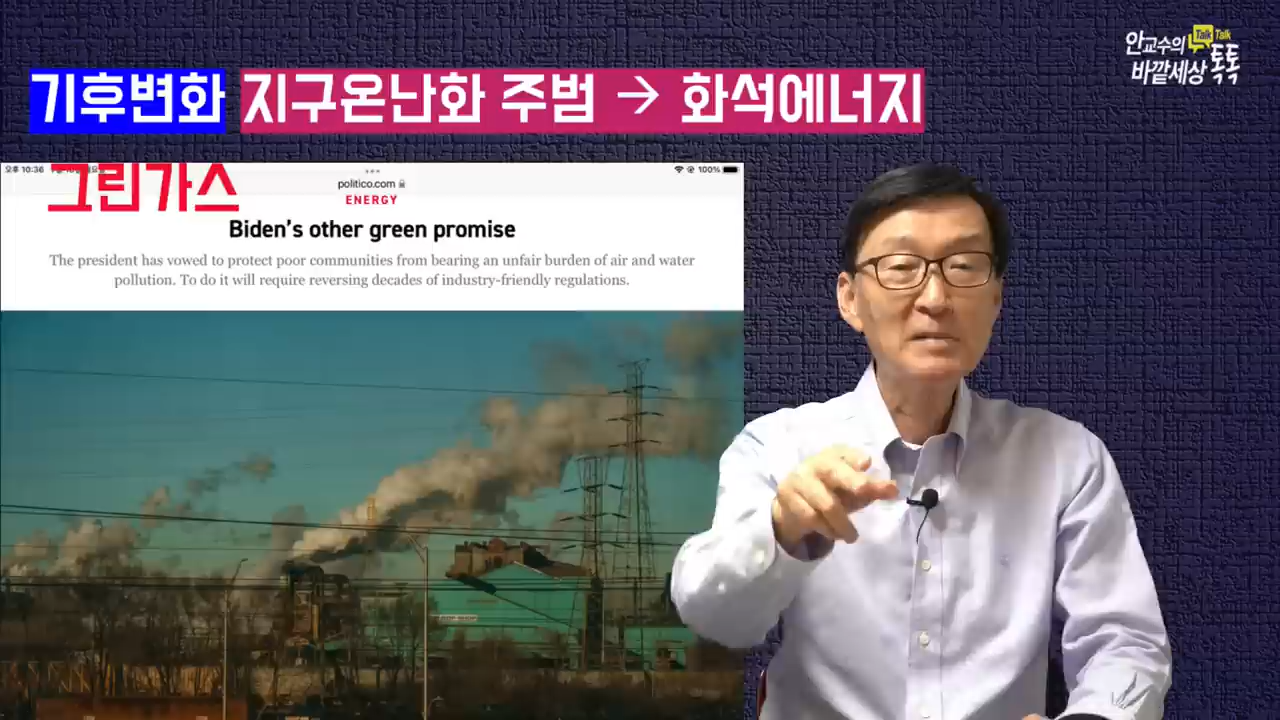 안교수의 Talk Talk
바깥세상 톡톡
기후변화 지구온난화 주범 → 화석에너지
오후 10:36
100%
그린가스
politico.com
ENERGY
Biden's other green promise
The president has vowed to protect poor communities from bearing an unfair burden of air and water
pollution. To do it will require reversing decades of industry-friendly regulations.